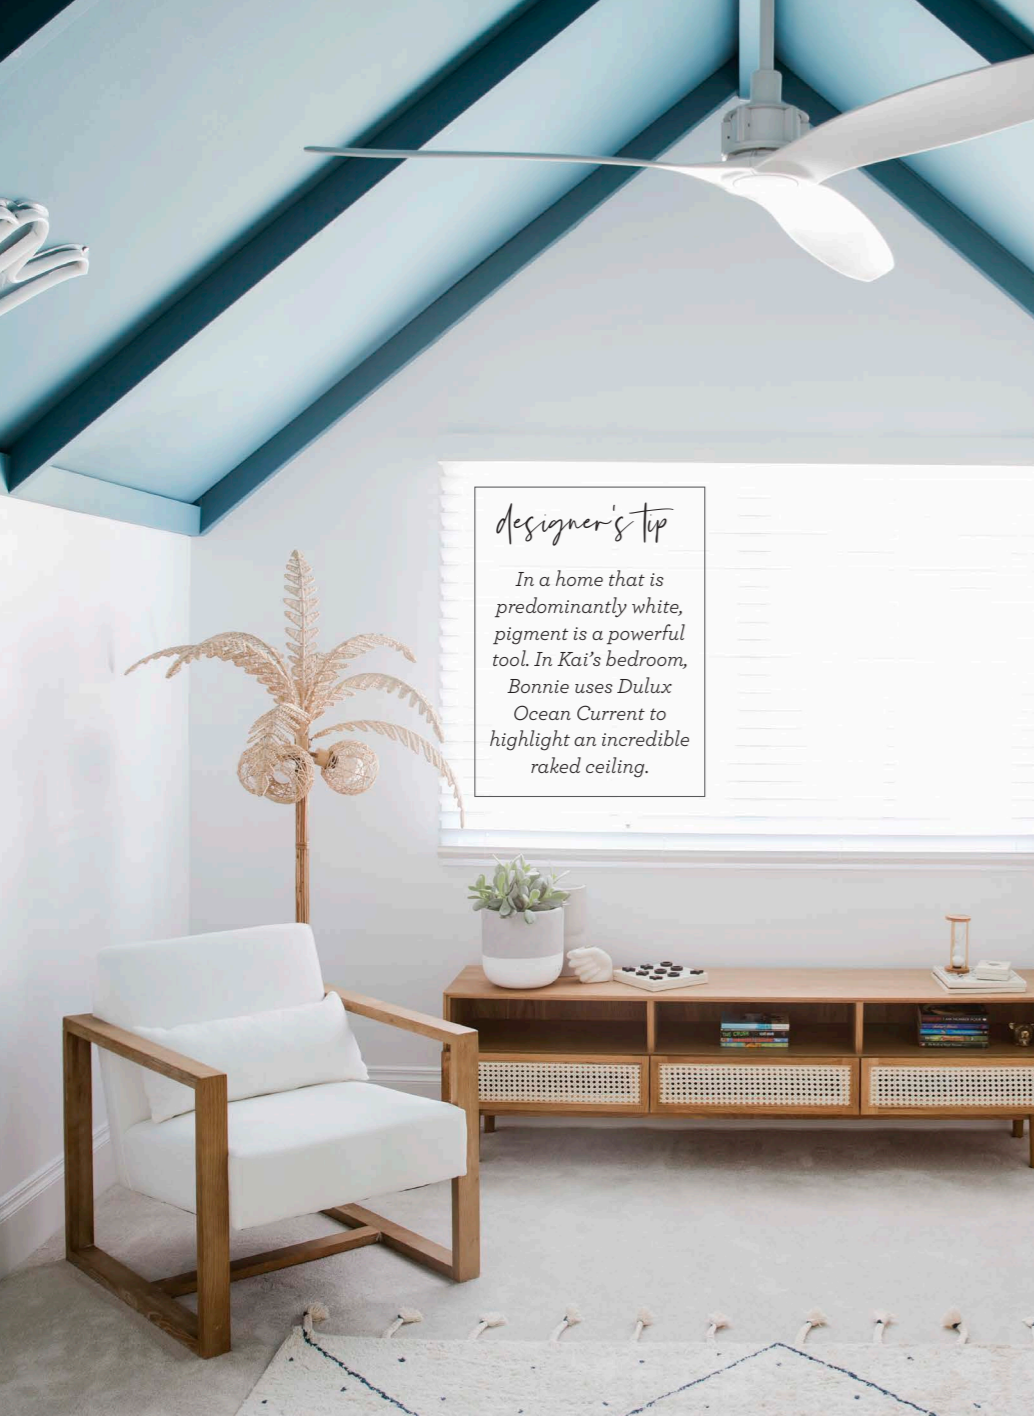 designer's tip
In a home that is
predominantly white,
pigment is a powerful
tool. In Kai's bedroom,
Bonnie uses Dulux
Ocean Current to
highlight an incredible
raked ceiling.